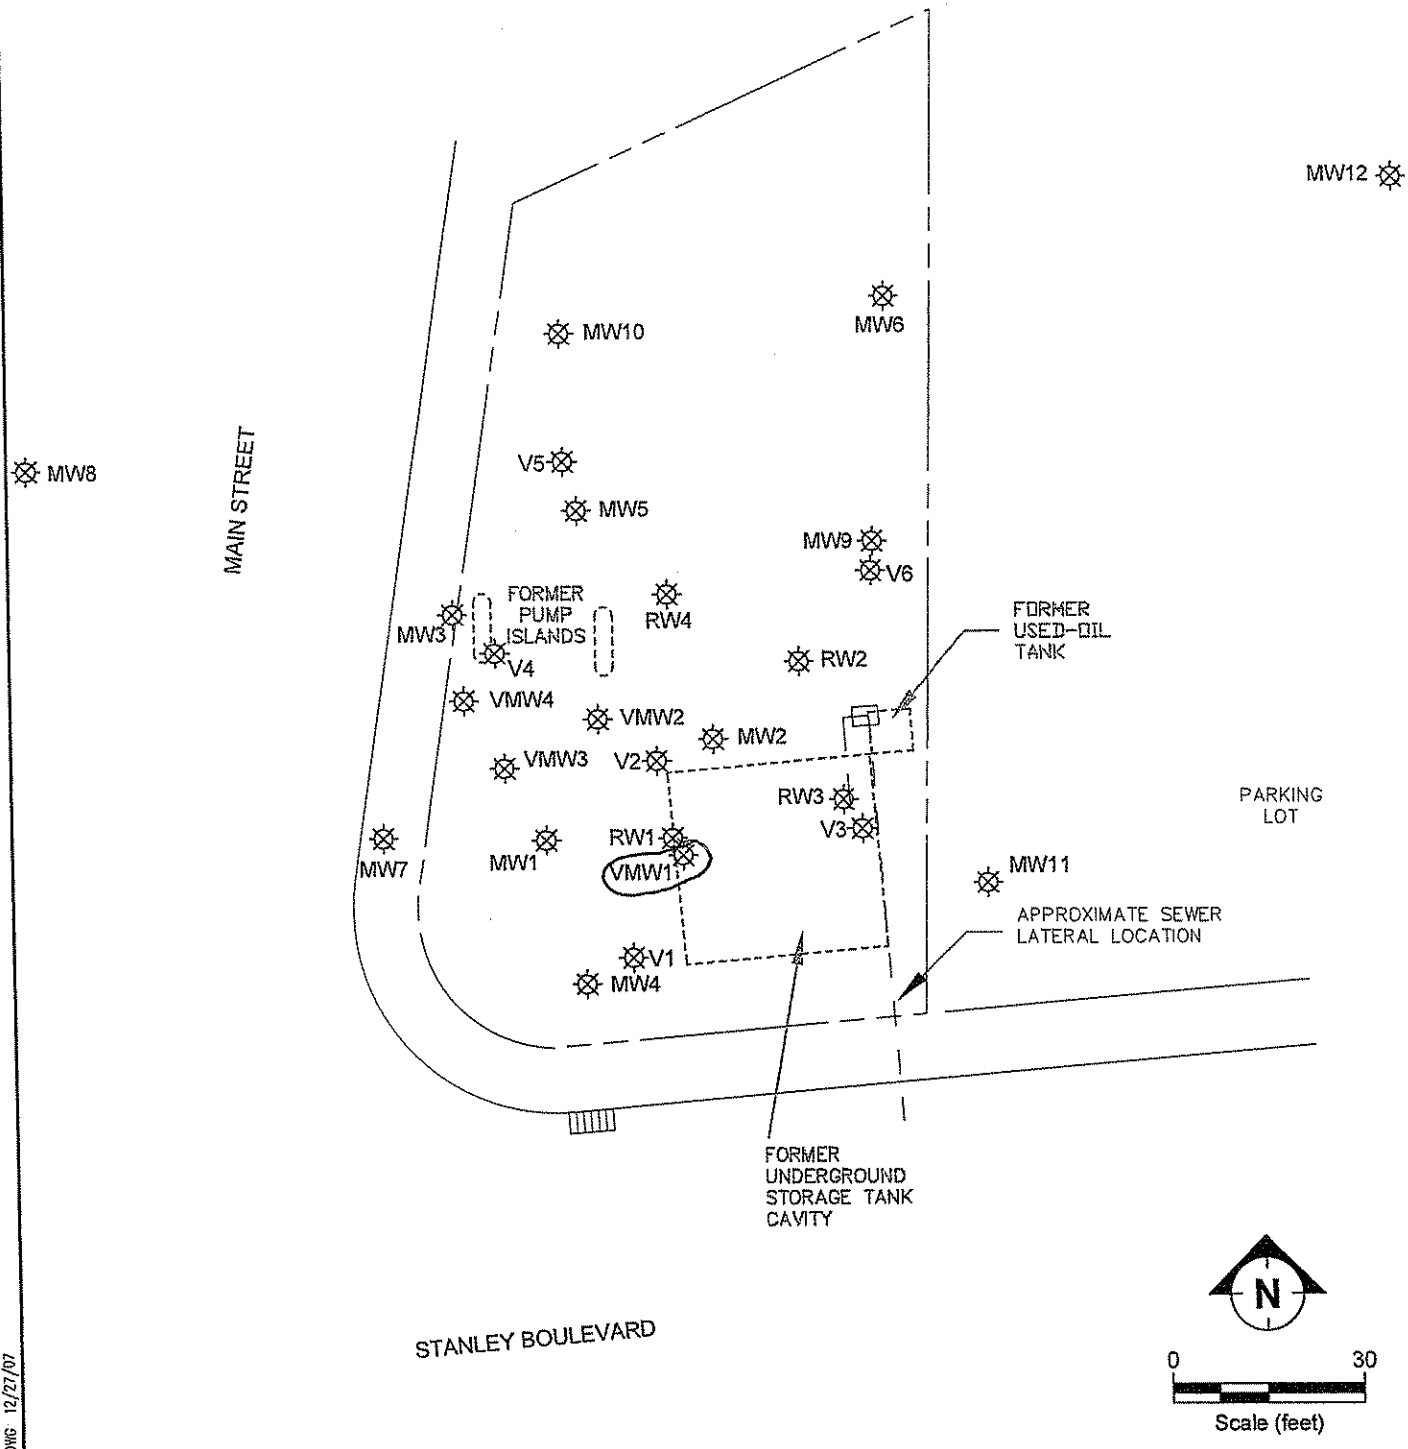 MW12
MW6
MW10
V5
MW8
MAIN STREET
MW5
MW9
V6
FORMER
PUMP
ISLANDS
RW4
FORMER
USED-OIL
TANK
MW3
V4
RW2
VMW4
VMW2
MW2
VMW3
V2
RW3
PARKING
LOT
V3
RW1
MW1
VMW1
MW7
MW11
APPROXIMATE SEWER
LATERAL LOCATION
V1
MW4
FORMER
UNDERGROUND
STORAGE TANK
CAVITY
N
STANLEY BOULEVARD
0 30
Scale (feet)
DWG 12/27/07